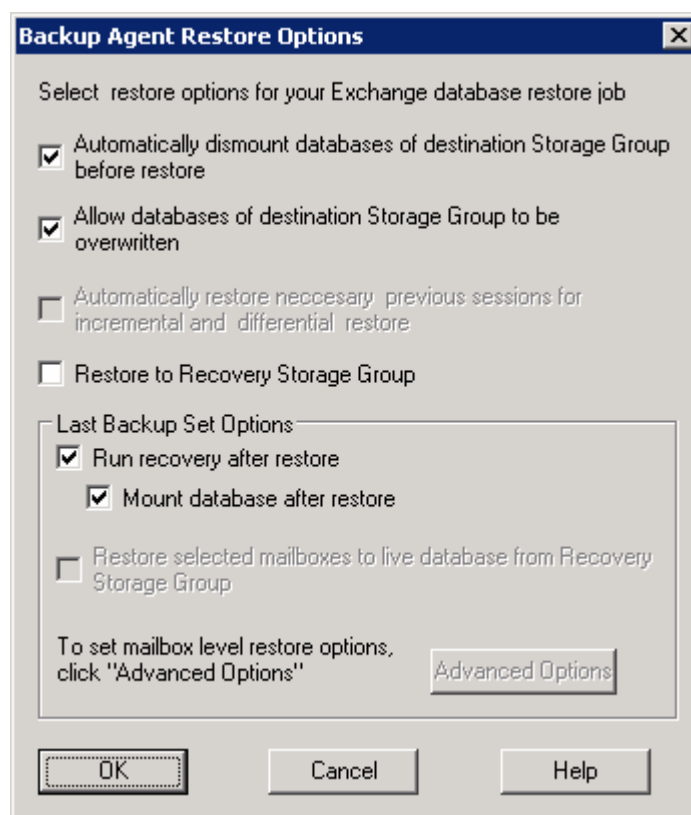 Backup Agent Restore Options
Select  restore options for your Exchange database restore job
Automatically dismount databases of destination Storage Group
before restore
Allow databases of destination Storage Group to be
overwritten
Automatically restore neccesary  previous sessions for
incremental and  differential  restore
Restore to Recovery Storage Group
Last Backup Set Options
Run recovery after restore
Mount database after restore
Restore selected mailboxes to live database from Recovery
Storage Group
To set mailbox level restore options,
click "Advanced Options"
Advanced Options
OK
Cancel
Help